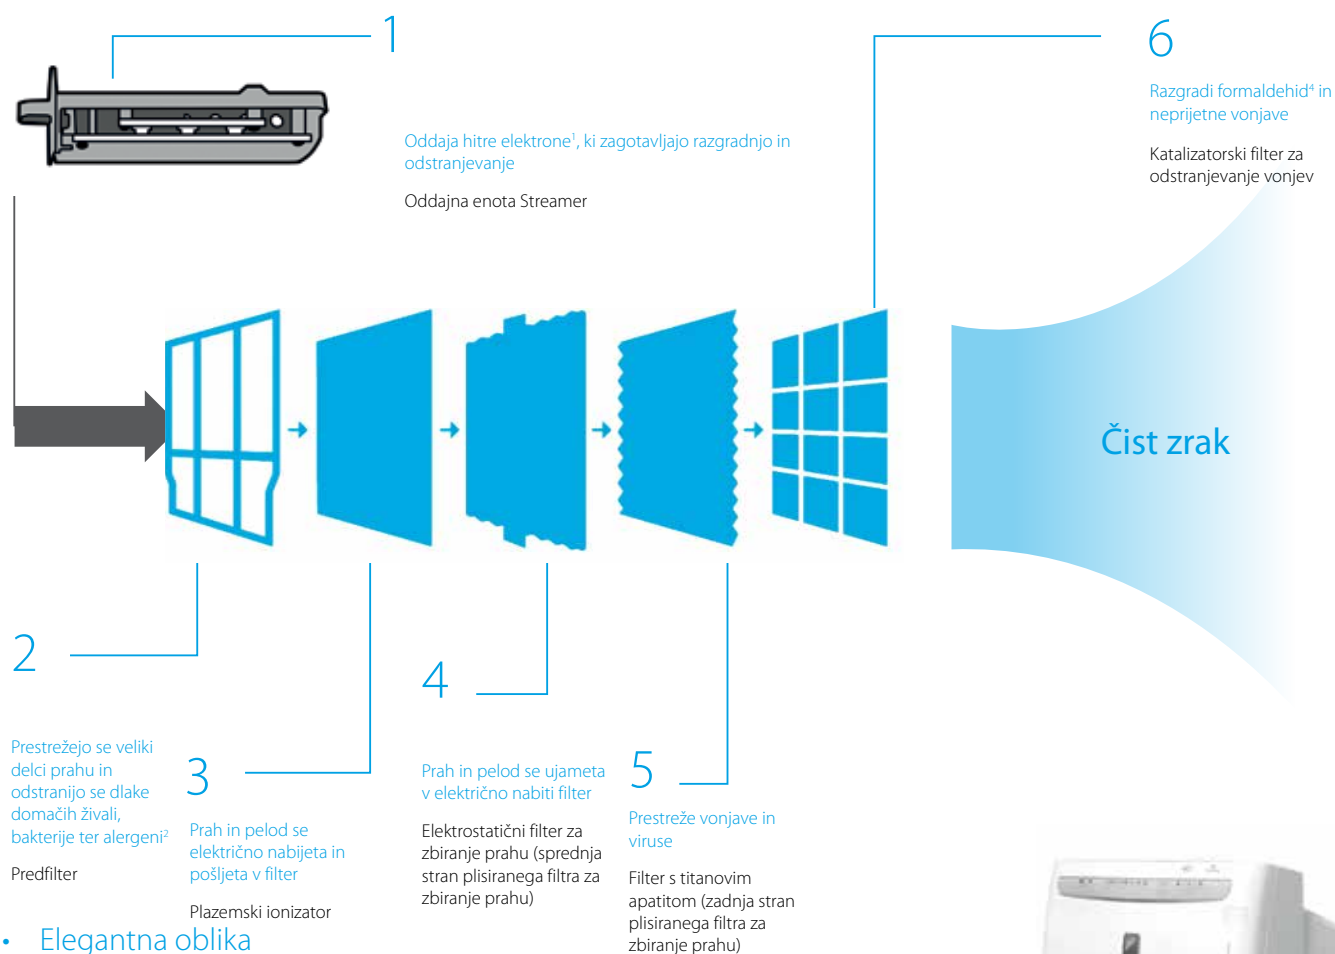 1
Oddaja hitre elektrone¹, ki zagotavljajo razgradnjo in
odstranjevanje
Oddajna enota Streamer
6
Razgradi formaldehid⁴ in
neprijetne vonjave
Katalizatorski filter za
odstranjevanje vonjev
Čist zrak
2
Prestrežejo se veliki
delci prahu in
odstranijo se dlake
domačih živali,
bakterije ter alergeni²
Predfilter
3
Prah in pelod se
električno nabijeta in
pošljeta v filter
Plazemski ionizator
4
Prah in pelod se ujameta
v električno nabiti filter
Elektrostatični filter za
zbiranje prahu (sprednja
stran plisiranega filtra za
zbiranje prahu)
5
Prestreže vonjave in
viruse
Filter s titanovim
apatitom (zadnja stran
plisiranega filtra za
zbiranje prahu)
• Elegantna oblika